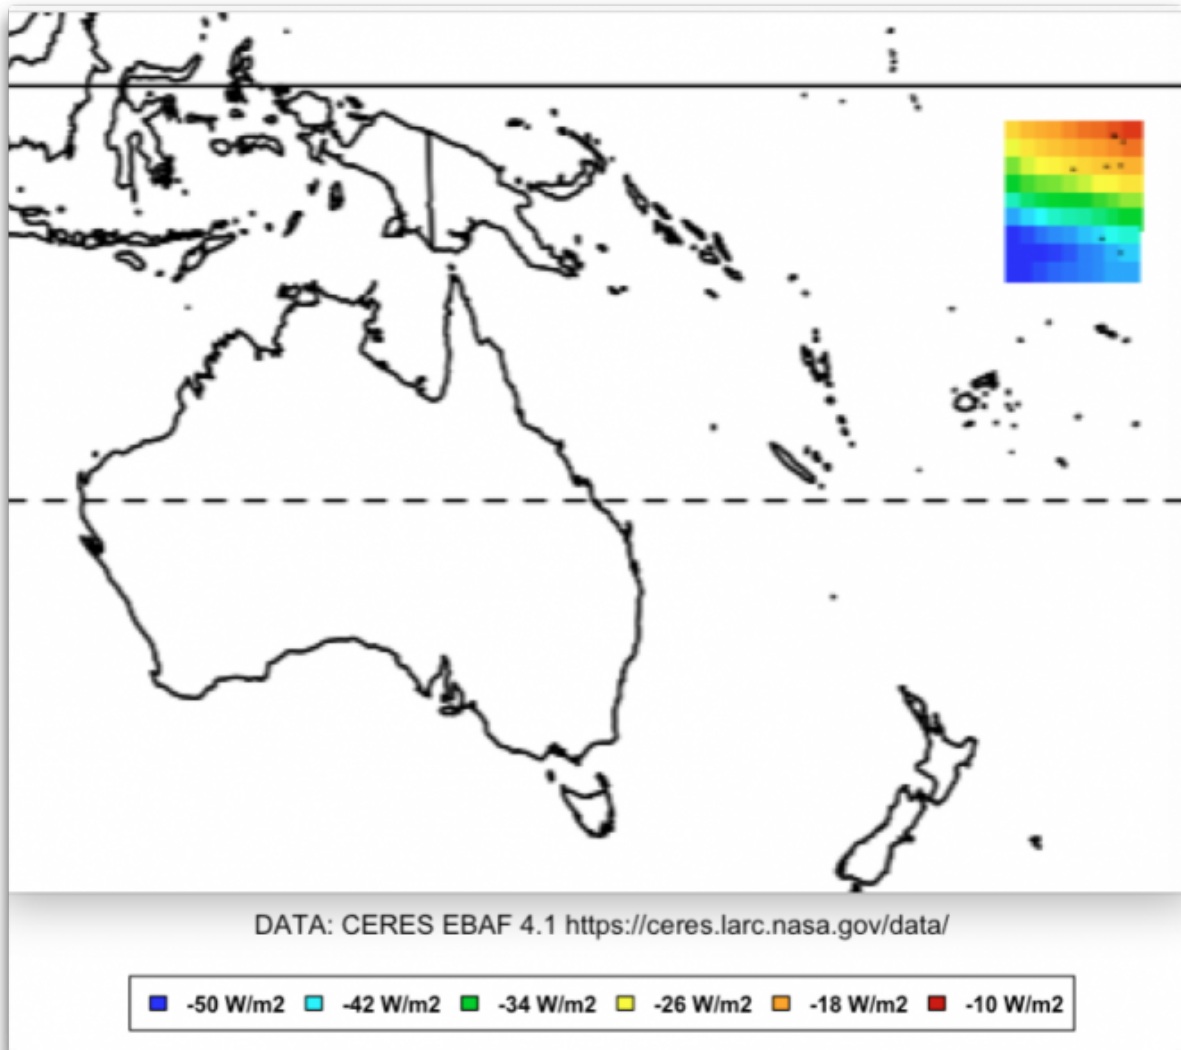 DATA: CERES EBAF 4.1 https://ceres.larc.nasa.gov/data/
-50 W/m2 -42 W/m2 -34 W/m2 -26 W/m2 -18 W/m2 -10 W/m2